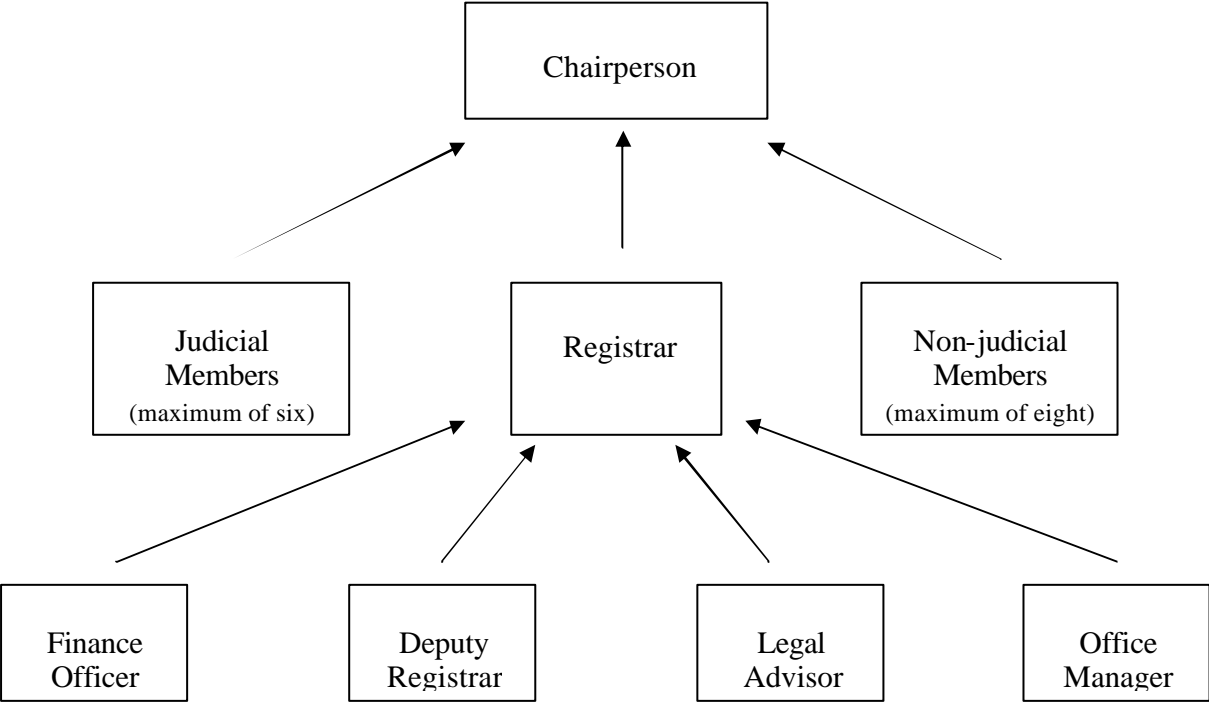 Chairperson
Judicial
Members
(maximum of six)
Registrar
Non-judicial
Members
(maximum of eight)
Finance
Officer
Deputy
Registrar
Legal
Advisor
Office
Manager